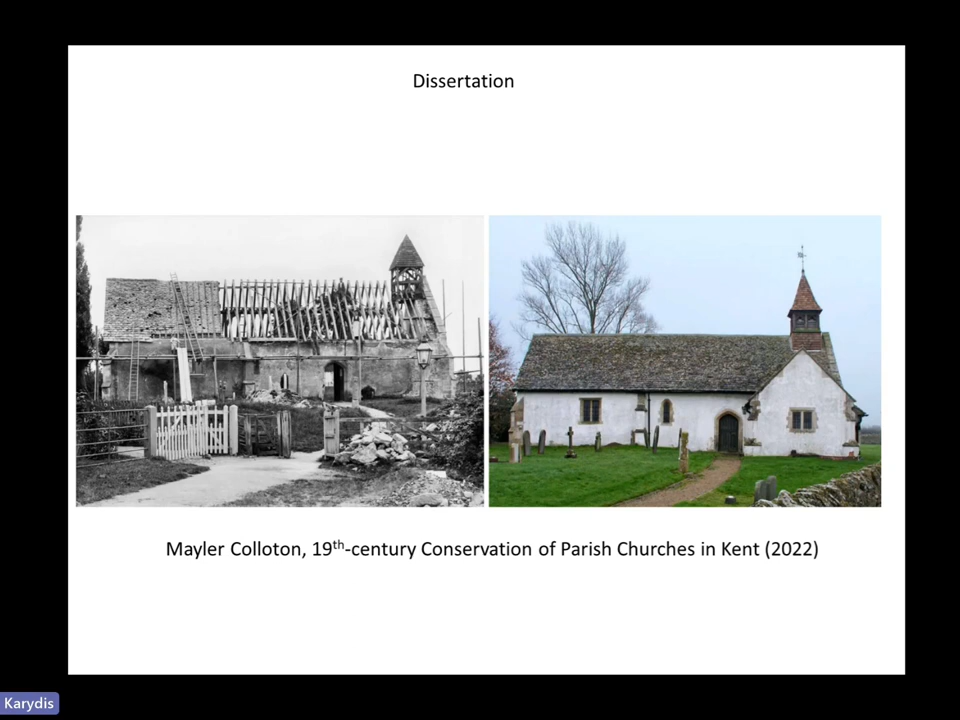 Dissertation
Mayler Colloton, 19th-century Conservation of Parish Churches in Kent (2022)
Karydis